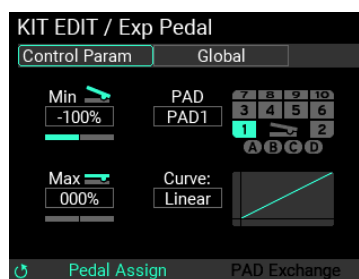 KIT EDIT / Exp Pedal
Control Param Global
Min PAD 7 8 9 10
-100% PAD1 3 4 5 6
1 2
A B C D
Max Curve:
000% Linear
Pedal Assign PAD Exchange